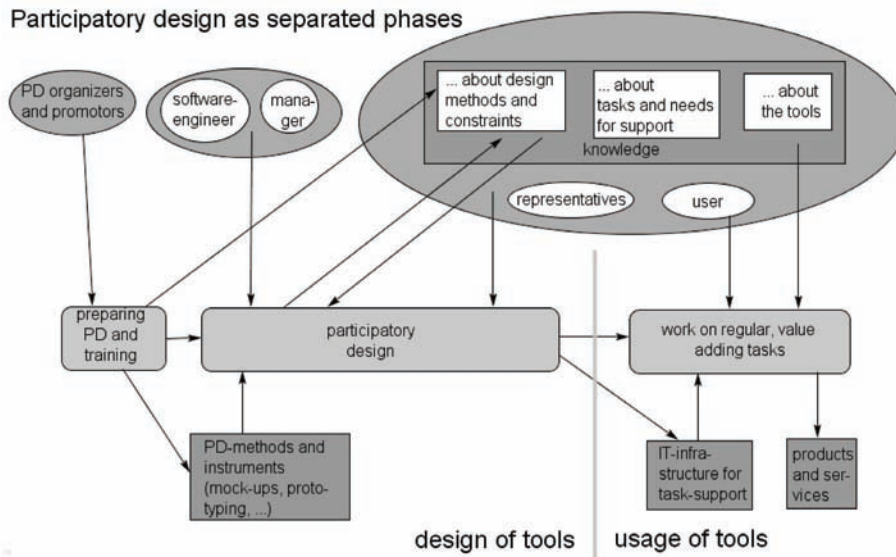 Participatory design as separated phases
PD organizers
and promotors
software-
engineer
mana-
ger
... about design
methods and
constraints
... about
tasks and needs
for support
... about
the tools
knowledge
representatives
user
preparing
PD and
training
participatory
design
work on regular, value
adding tasks
PD-methods and
instruments
(mock-ups, proto-
typing, ...)
IT-infra-
structure for
task-support
products
and ser-
vices
design of tools
usage of tools